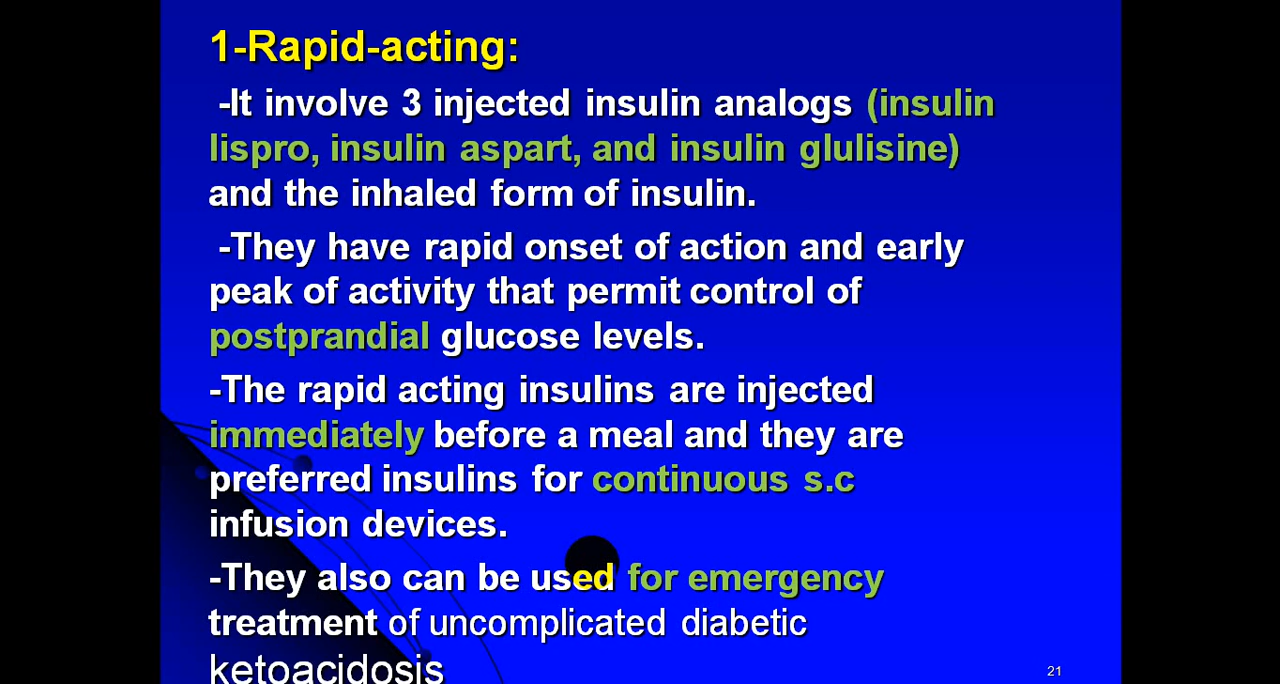 1-Rapid-acting:
-It involve 3 injected insulin analogs (insulin
lispro, insulin aspart, and insulin glulisine)
and the inhaled form of insulin.
-They have rapid onset of action and early
peak of activity that permit control of
postprandial glucose levels.
-The rapid acting insulins are injected
immediately before a meal and they are
preferred insulins for continuous s.c
infusion devices.
-They also can be used for emergency
treatment of uncomplicated diabetic
ketoacidosis
21